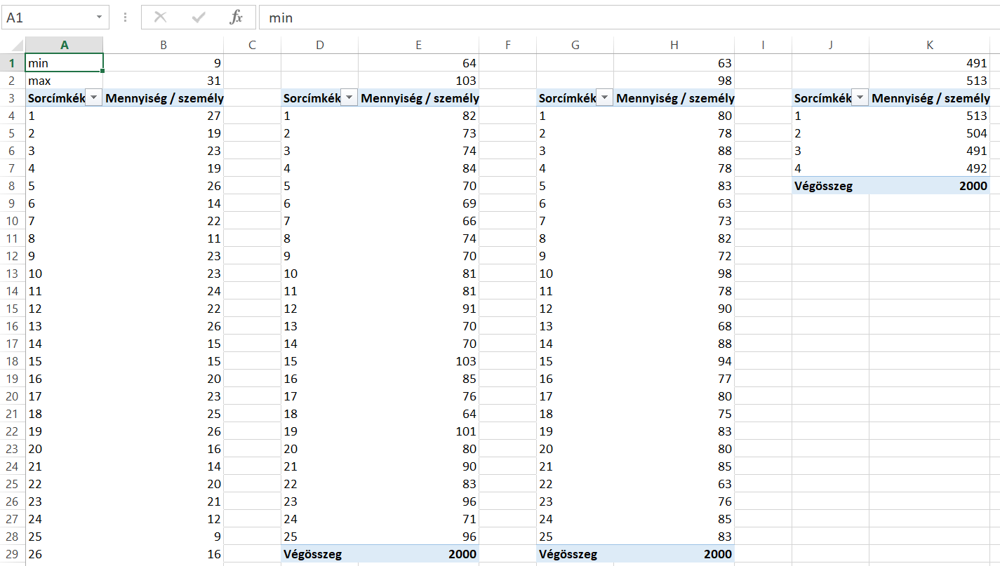 A1 fx min
A B C D E F G H I J K
1 min 9 64 63 491
2 max 31 103 98 513
3 Sorcímkék Mennyiség / személy Sorcímkék Mennyiség / személy Sorcímkék Mennyiség / személy Sorcímkék Mennyiség / személy
4 1 27 1 82 1 80 1 513
5 2 19 2 73 2 78 2 504
6 3 23 3 74 3 88 3 491
7 4 19 4 84 4 78 4 492
8 5 26 5 70 5 83 Végösszeg 2000
9 6 14 6 69 6 63
10 7 22 7 66 7 73
11 8 11 8 74 8 82
12 9 23 9 70 9 72
13 10 23 10 81 10 98
14 11 24 11 81 11 78
15 12 22 12 91 12 90
16 13 26 13 70 13 68
17 14 15 14 70 14 88
18 15 15 15 103 15 94
19 16 20 16 85 16 77
20 17 23 17 76 17 80
21 18 25 18 64 18 75
22 19 26 19 101 19 83
23 20 16 20 80 20 80
24 21 14 21 90 21 85
25 22 20 22 83 22 63
26 23 21 23 96 23 76
27 24 12 24 71 24 85
28 25 9 25 96 25 83
29 26 16 Végösszeg 2000 Végösszeg 2000